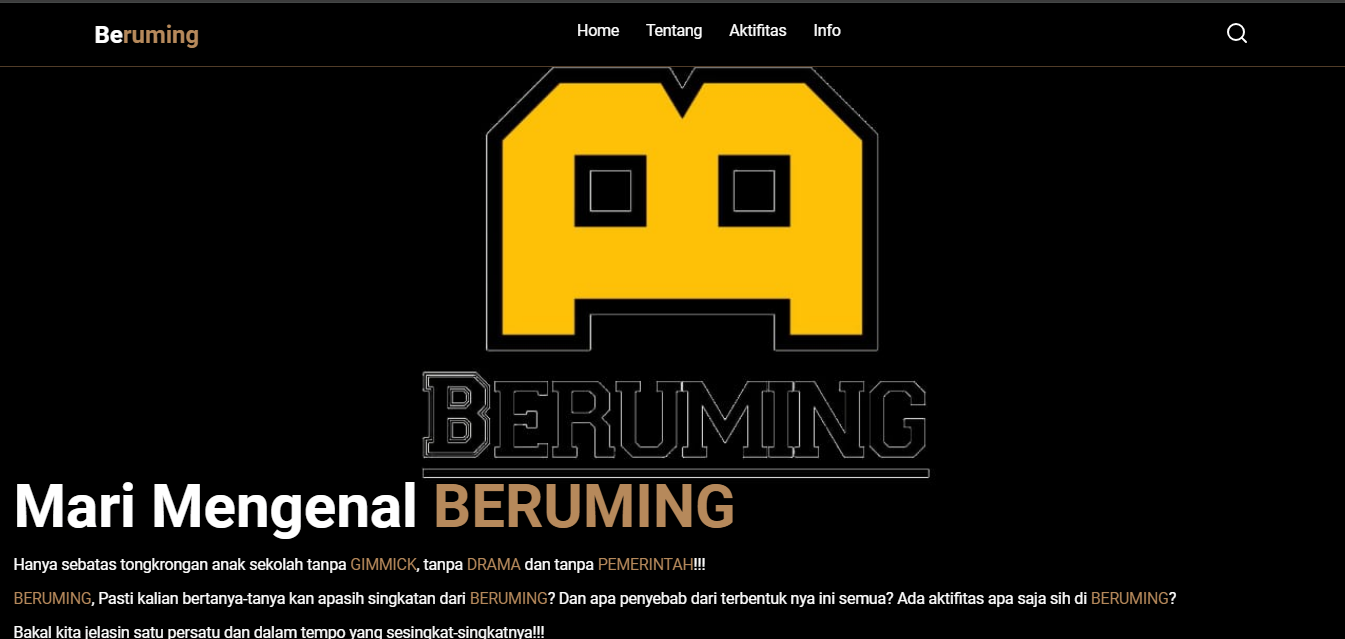 Beruming
Home Tentang Aktifitas Info
BERUMING
Mari Mengenal BERUMING
Hanya sebatas tongkrongan anak sekolah tanpa GIMMICK, tanpa DRAMA dan tanpa PEMERINTAH!!!
BERUMING, Pasti kalian bertanya-tanya kan apasih singkatan dari BERUMING? Dan apa penyebab dari terbentuk nya ini semua? Ada aktifitas apa saja sih di BERUMING?
Bakal kita jelasin satu persatu dan dalam tempo yang sesingkat-singkatnya!!!